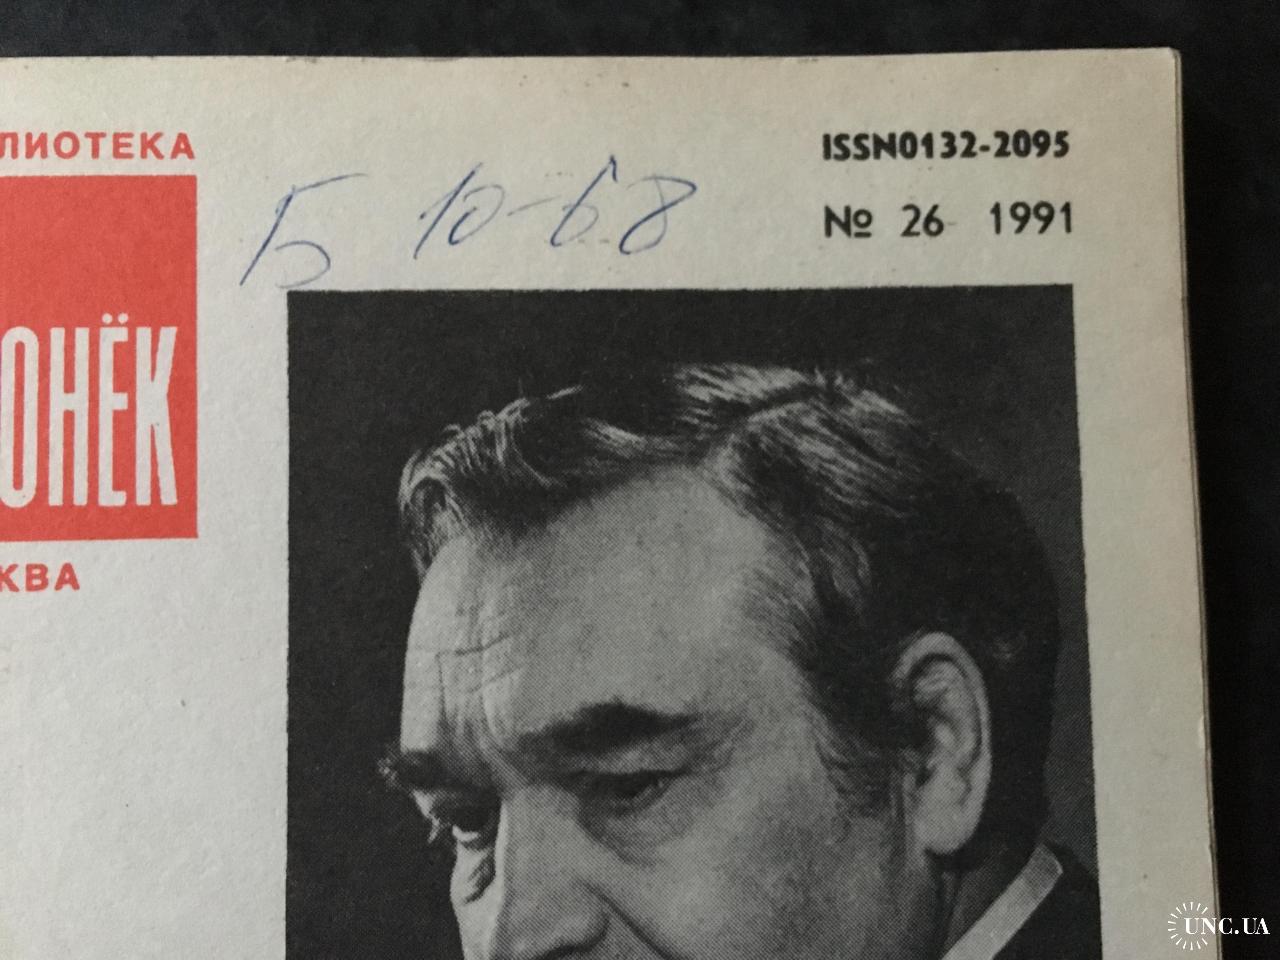 ЛИОТЕКА
ОНЁК
КВА
Б 10-68
ISSN0132-2095
№ 26 1991
UNC.UA